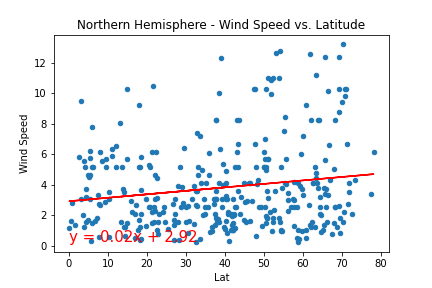 Northern Hemisphere - Wind Speed vs. Latitude
12
10
8
6
4
2
0
Wind Speed
y = 0.02x + 2.92
0 10 20 30 40 50 60 70 80
Lat